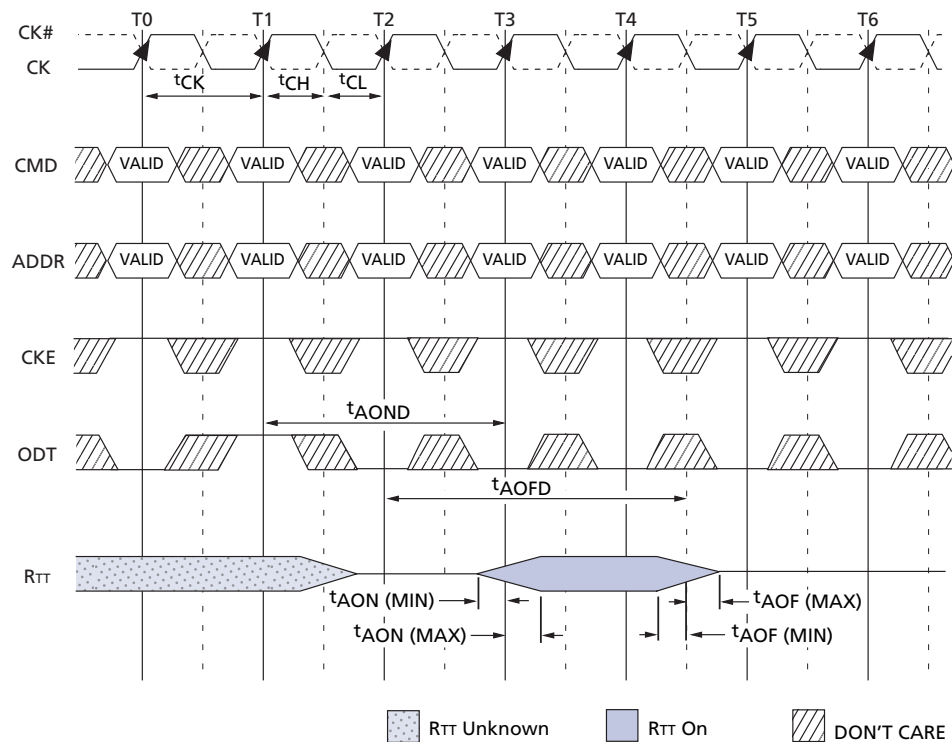 T0 T1 T2 T3 T4 T5 T6
CK#
CK
tCK tCH tCL
CMD VALID VALID VALID VALID VALID VALID VALID
ADDR VALID VALID VALID VALID VALID VALID VALID
CKE
tAOND
ODT
tAOFD
RTT
tAON (MIN) tAOF (MAX)
tAON (MAX) tAOF (MIN)
RTT Unknown RTT On DON'T CARE